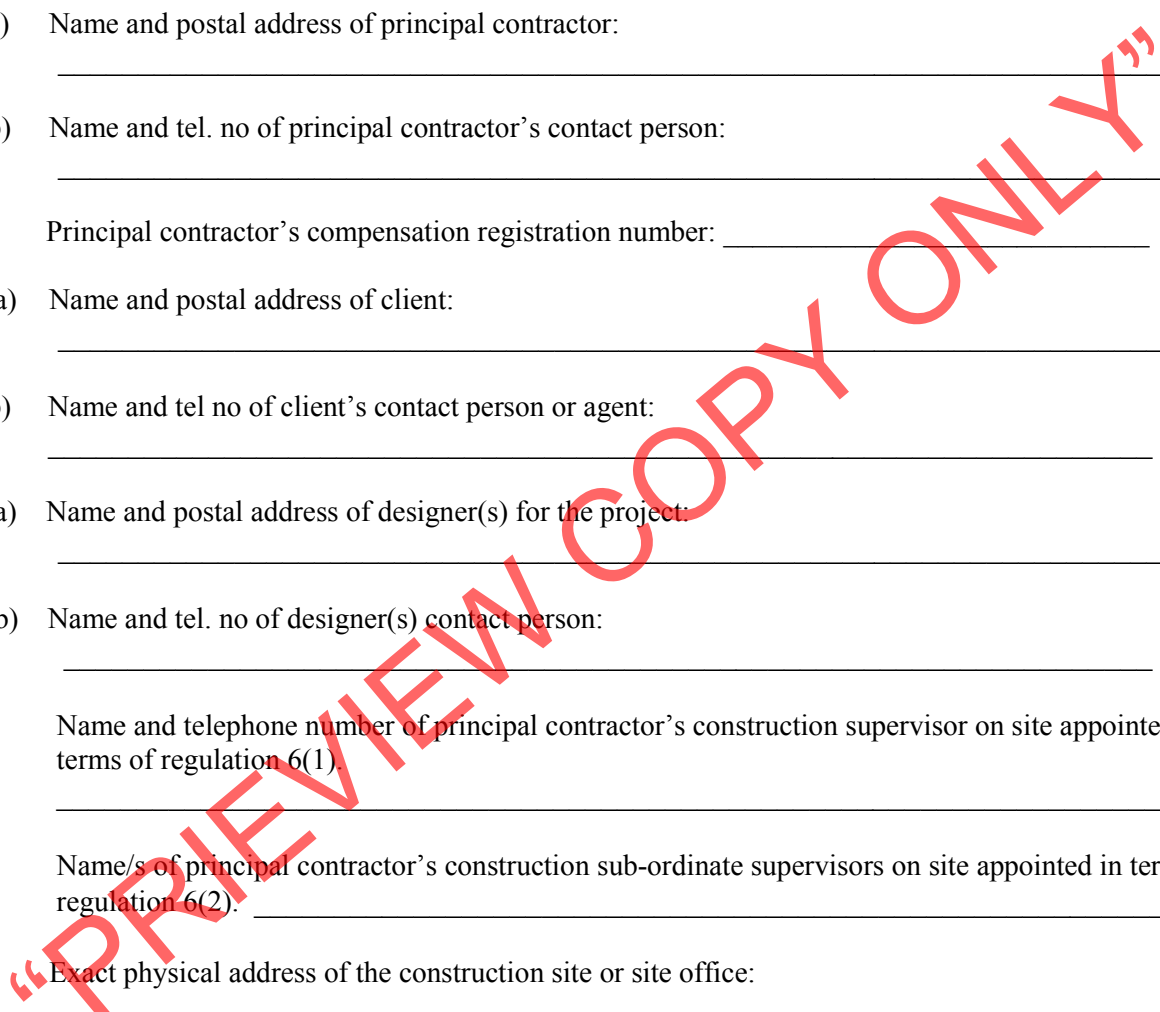 ) Name and postal address of principal contractor:
) Name and tel. no of principal contractor’s contact person:
Principal contractor’s compensation registration number: ____________________________
a) Name and postal address of client:
) Name and tel no of client’s contact person or agent:
a) Name and postal address of designer(s) for the project:
b) Name and tel. no of designer(s) contact person:
Name and telephone number of principal contractor’s construction supervisor on site appointe
terms of regulation 6(1).
Name/s of principal contractor’s construction sub-ordinate supervisors on site appointed in ter
regulation 6(2). ____________________________
Exact physical address of the construction site or site office:
“PRIEVIEW COPY ONLY”